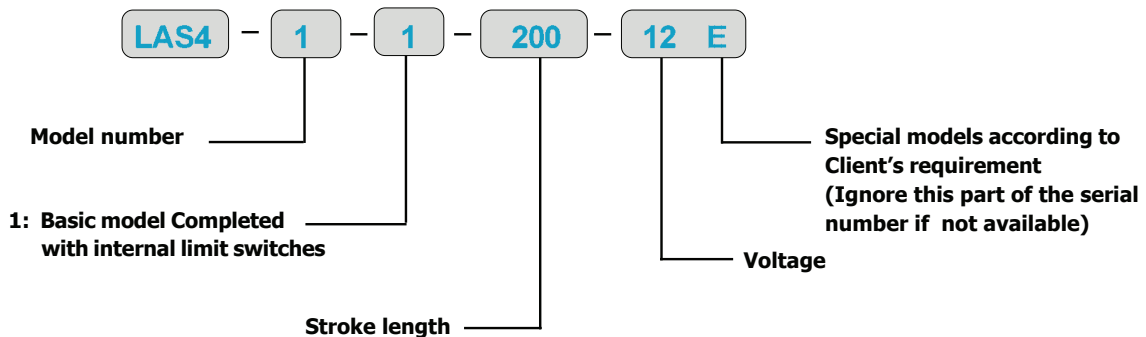 LAS4 - 1 - 1 - 200 - 12 E
Model number
Special models according to
Client's requirement
(Ignore this part of the serial
number if not available)
1: Basic model Completed
with internal limit switches
Voltage
Stroke length